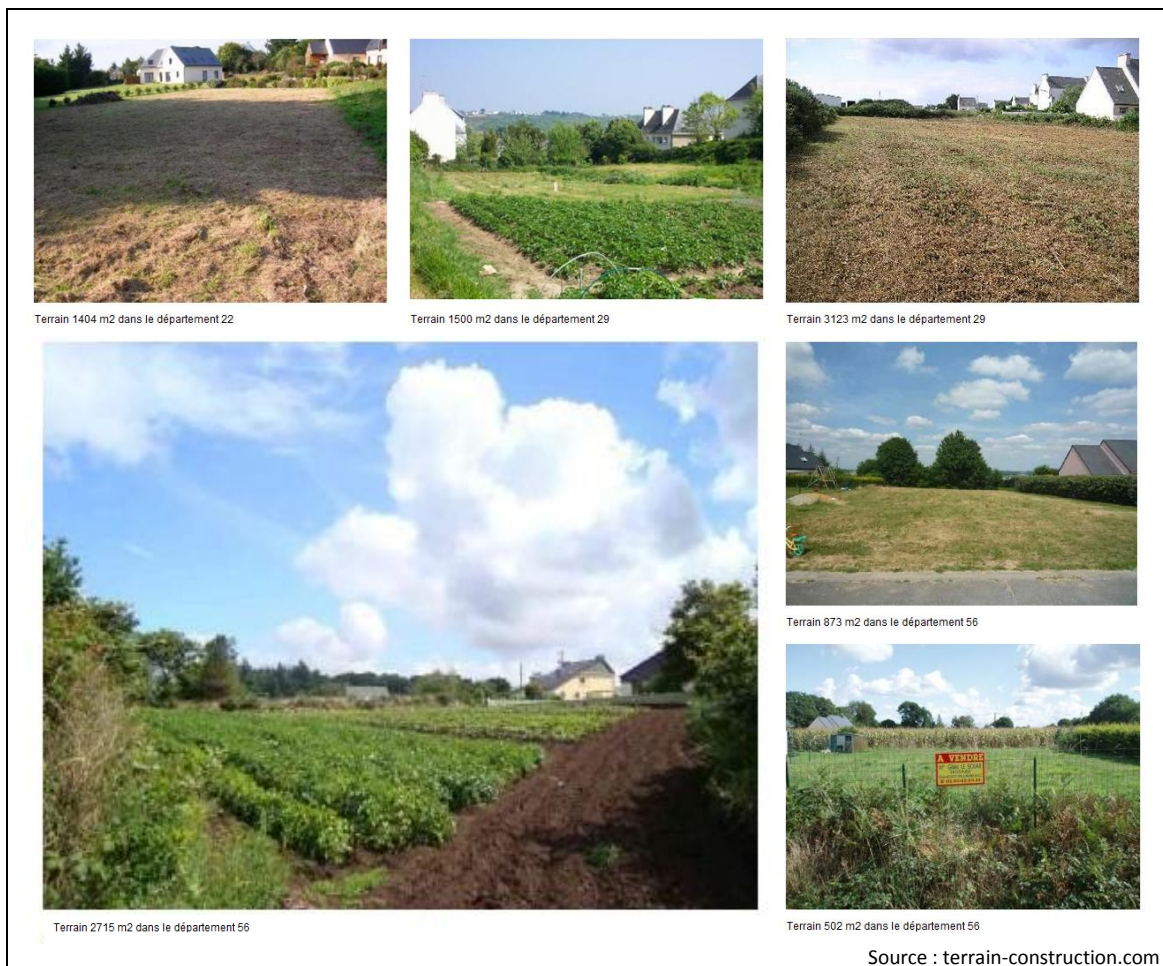 Terrain 1404 m2 dans le département 22
Terrain 1500 m2 dans le département 29
Terrain 3123 m2 dans le département 29
Terrain 2715 m2 dans le département 56
Terrain 873 m2 dans le département 56
A VENDRE
Terrain 502 m2 dans le département 56
Source : terrain-construction.com